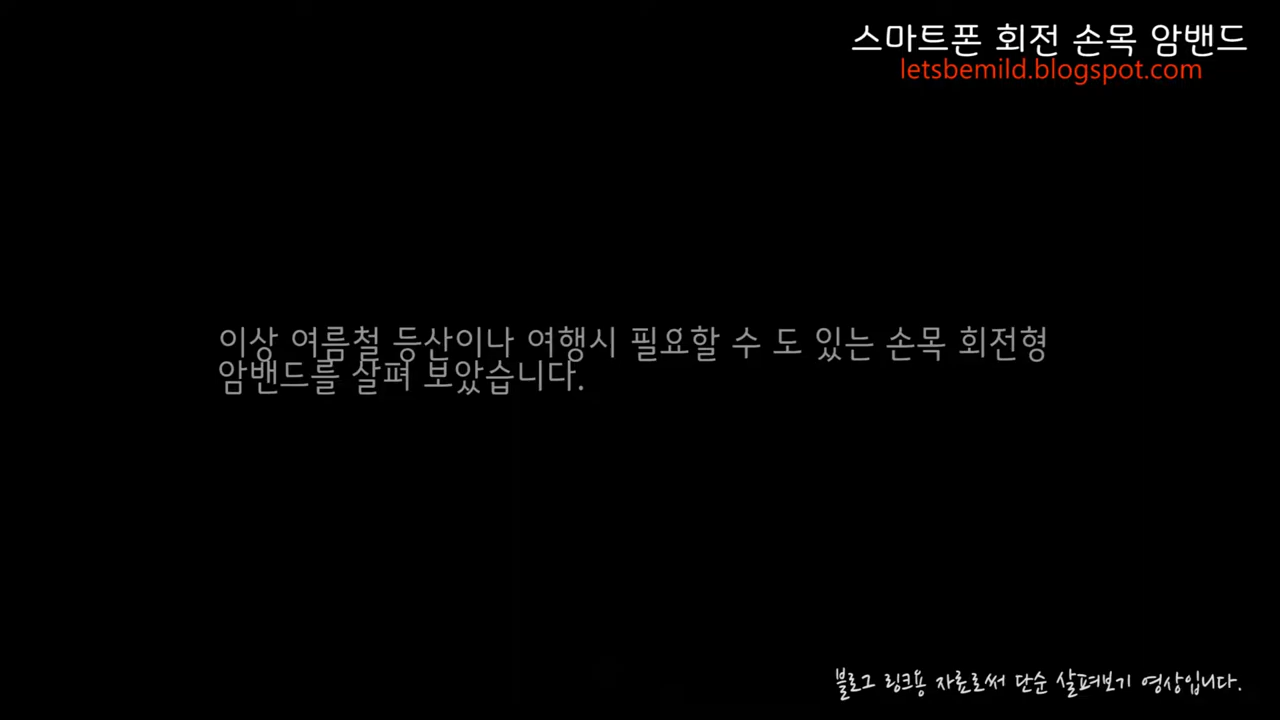 스마트폰 회전 손목 암밴드
letsbemild.blogspot.com
이상 여름철 등산이나 여행시 필요할 수 도 있는 손목 회전형
암밴드를 살펴 보았습니다.
블로그 링크용 자료로써 단순 살펴보기 영상입니다.